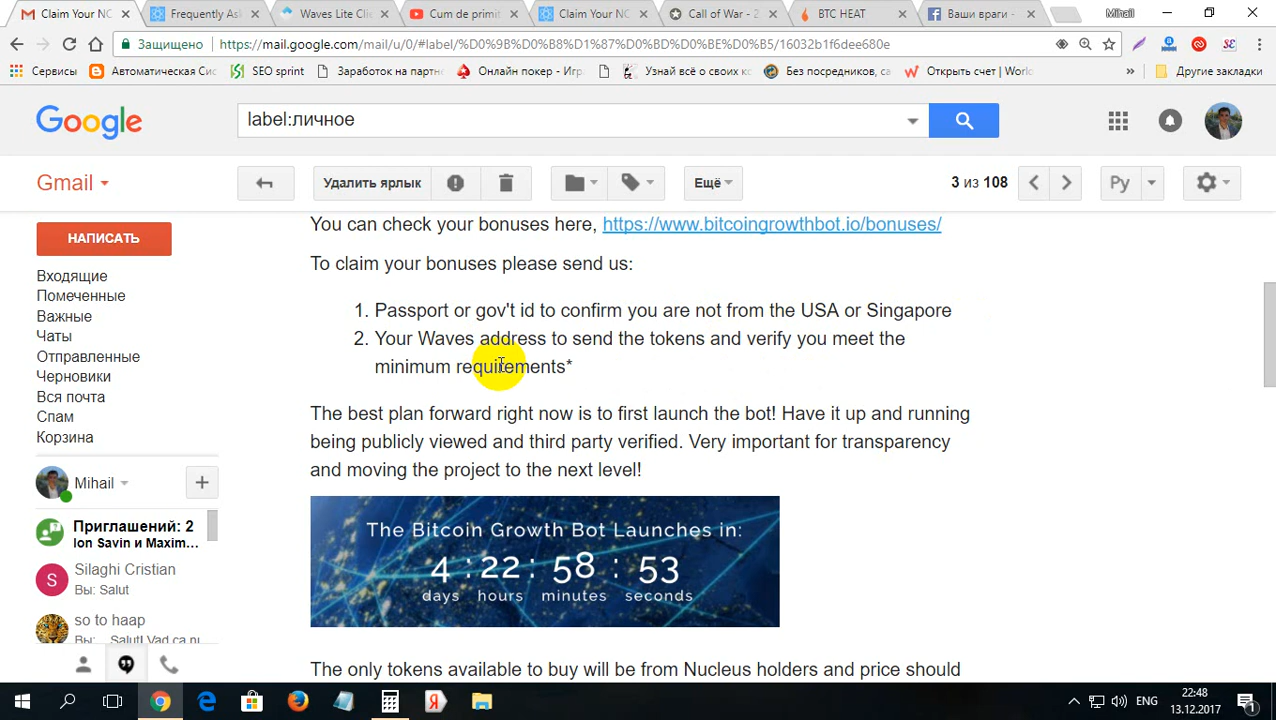 Claim Your NC
Frequently As
Waves Lite Clie
Cum de primit
Claim Your NC
Call of War - 2
BTC HEAT
Ваши враги -
Mihail
Защищено
https://mail.google.com/mail/u/0/#label/%D0%9B%D0%B8%D1%87%D0%BD%D0%BE%D0%B5/16032b1f6dee680e
Сервисы
Автоматическая Сис
SEO sprint
Заработок на партн
Онлайн покер - Игр
Узнай всё о своих кс
Без посредников, са
Открыть счет | Worl
»
Другие закладки
Google
label:личное
Gmail
Удалить ярлык
Ещё
3 из 108
Ру
НАПИСАТЬ
Входящие
Помеченные
Важные
Чаты
Отправленные
Черновики
Вся почта
Спам
Корзина
Mihail
Приглашений: 2
Ion Savin и Maxim...
S
Silaghi Cristian
Вы: Salut
so to haap
You can check your bonuses here, https://www.bitcoingrowthbot.io/bonuses/
To claim your bonuses please send us:
1. Passport or gov't id to confirm you are not from the USA or Singapore
2. Your Waves address to send the tokens and verify you meet the
minimum requirements*
The best plan forward right now is to first launch the bot! Have it up and running
being publicly viewed and third party verified. Very important for transparency
and moving the project to the next level!
The Bitcoin Growth Bot Launches in:
4 : 22 : 58 : 53
days hours minutes seconds
The only tokens available to buy will be from Nucleus holders and price should
ENG
22:48
13.12.2017